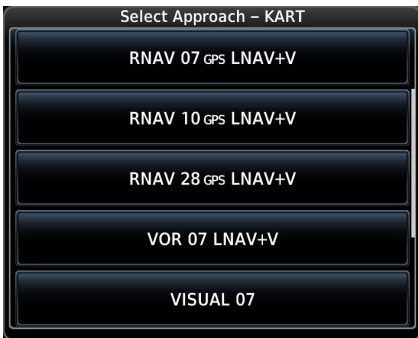 Select Approach – KART
RNAV 07 GPS LNAV+V
RNAV 10 GPS LNAV+V
RNAV 28 GPS LNAV+V
VOR 07 LNAV+V
VISUAL 07